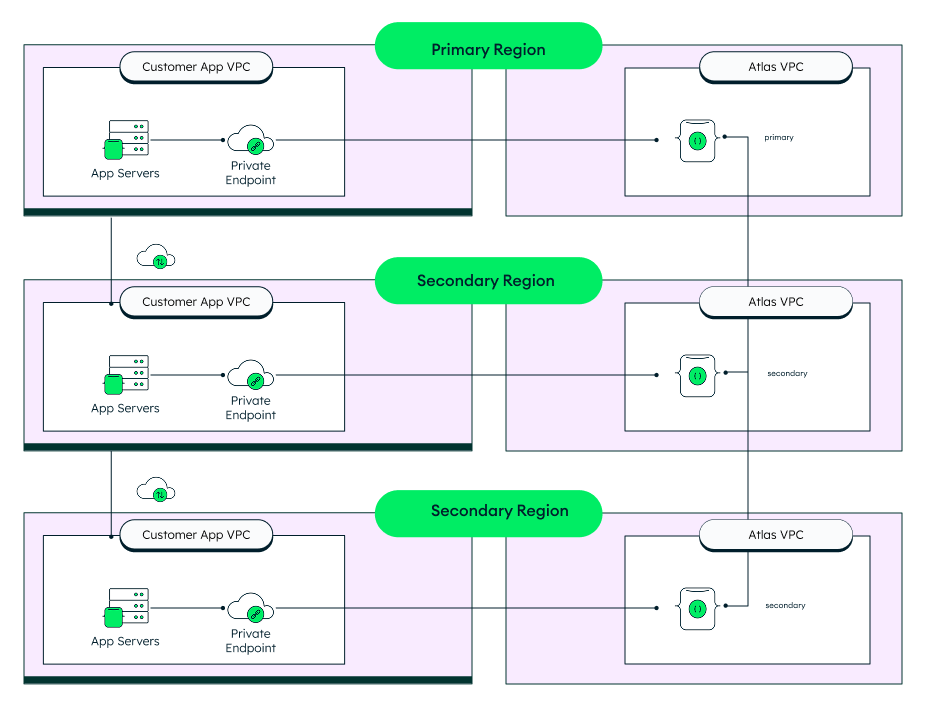 Primary Region
Customer App VPC
Atlas VPC
primary
App Servers
Private
Endpoint
Secondary Region
Customer App VPC
Atlas VPC
secondary
App Servers
Private
Endpoint
Secondary Region
Customer App VPC
Atlas VPC
secondary
App Servers
Private
Endpoint